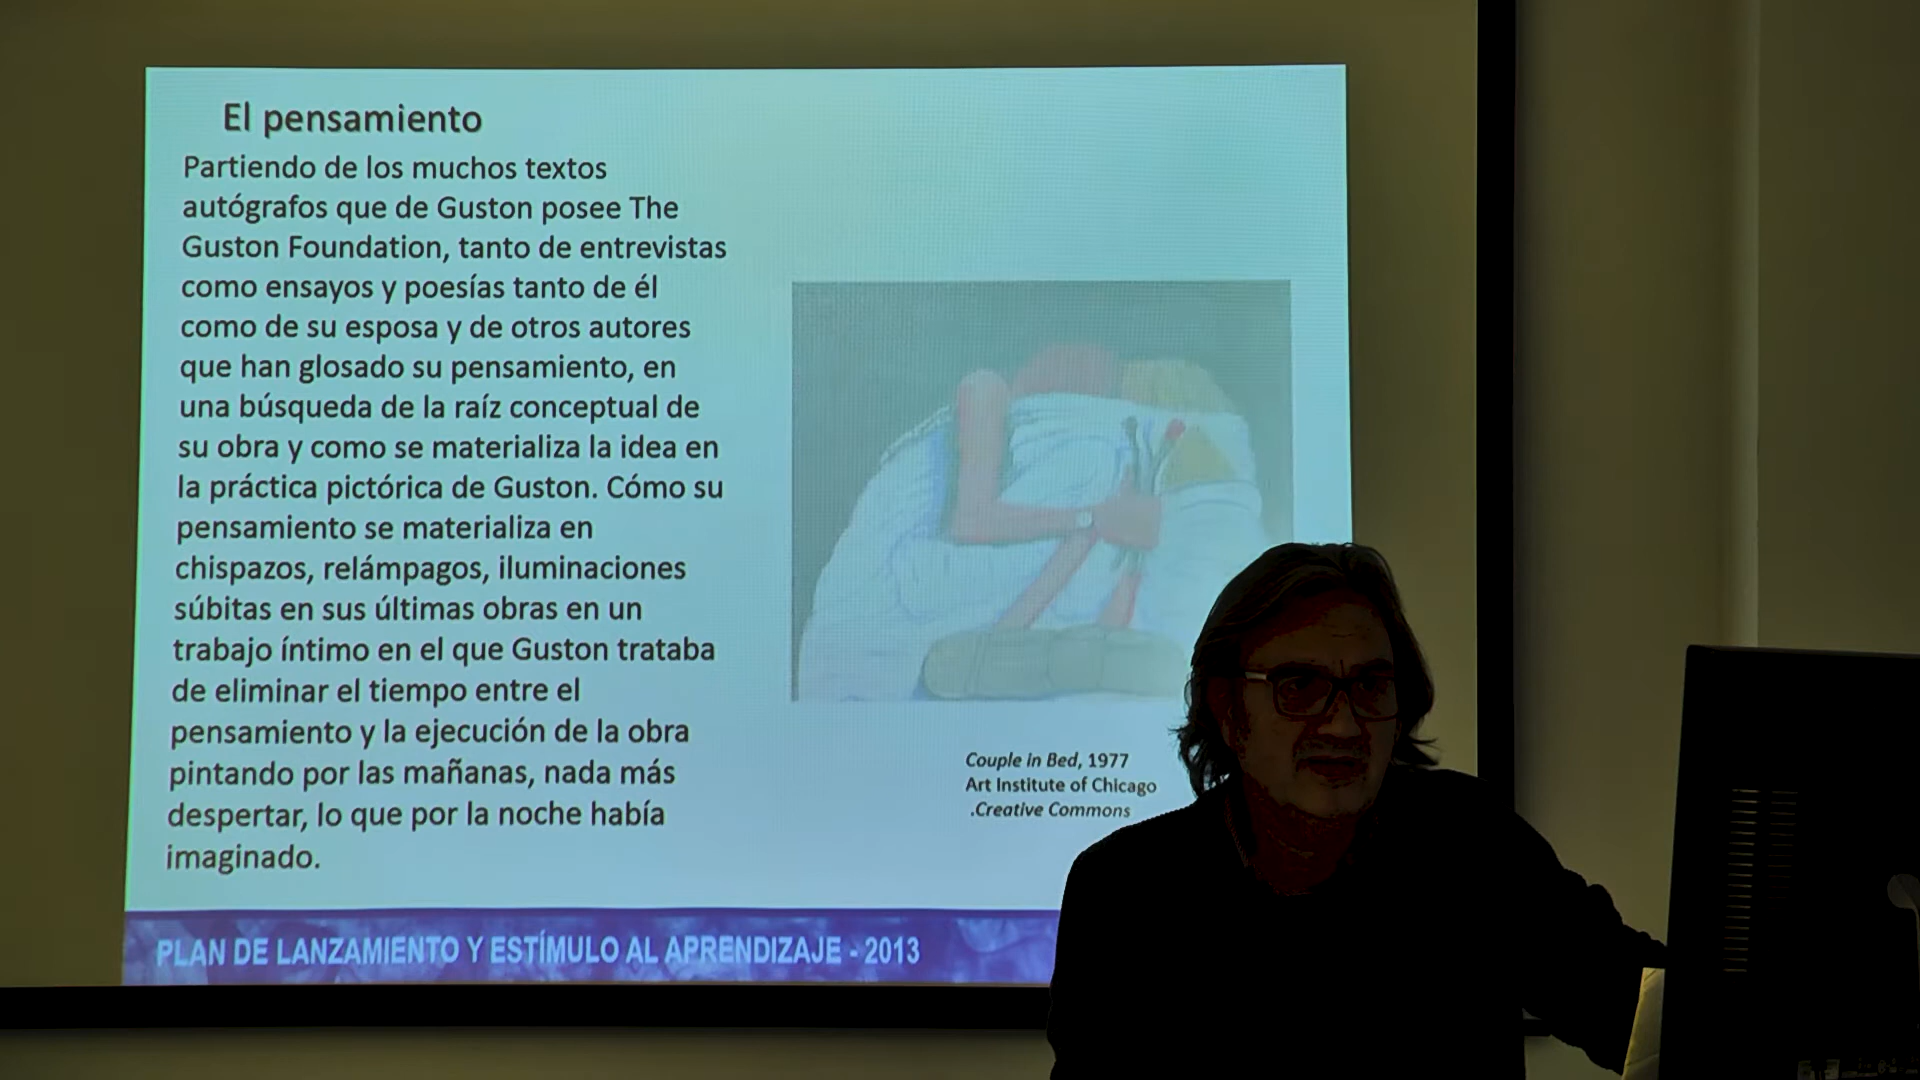 El pensamiento
Partiendo de los muchos textos
autógrafos que de Guston posee The
Guston Foundation, tanto de entrevistas
como ensayos y poesías tanto de él
como de su esposa y de otros autores
que han glosado su pensamiento, en
una búsqueda de la raíz conceptual de
su obra y como se materializa la idea en
la práctica pictórica de Guston. Cómo su
pensamiento se materializa en
chispazos, relámpagos, iluminaciones
súbitas en sus últimas obras en un
trabajo íntimo en el que Guston trataba
de eliminar el tiempo entre el
pensamiento y la ejecución de la obra
pintando por las mañanas, nada más
despertar, lo que por la noche había
imaginado.
Couple in Bed, 1977
Art Institute of Chicago
.Creative Commons
PLAN DE LANZAMIENTO Y ESTÍMULO AL APRENDIZAJE - 2013